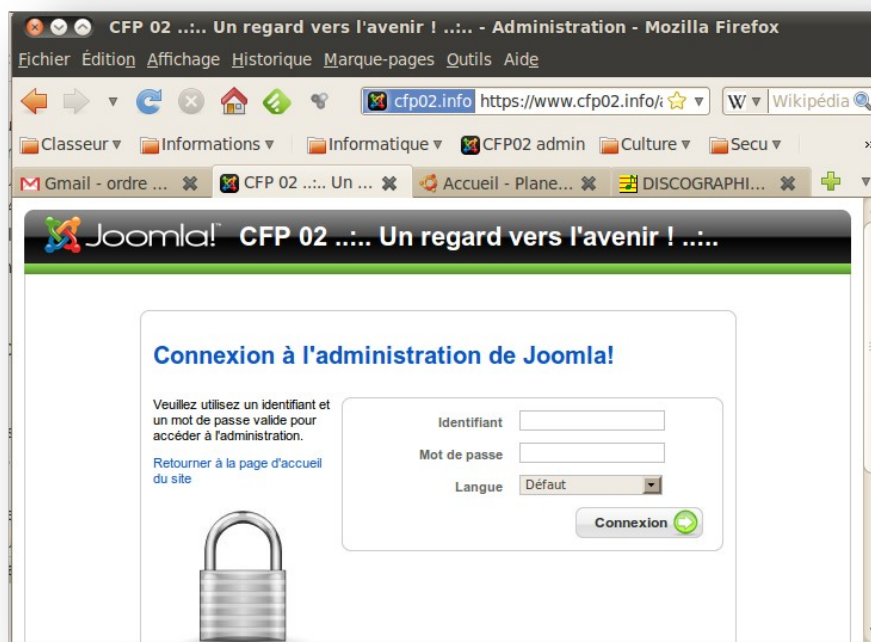 CFP 02 ..:.. Un regard vers l'avenir ! ..:.. - Administration - Mozilla Firefox
Fichier Édition Affichage Historique Marque-pages Outils Aide
cfp02.info https://www.cfp02.info/a W Wikipédia
Classeur Informations Informatique CFP02 admin Culture Secu »
Gmail - ordre ... CFP 02 ..:.. Un ... Accueil - Plane... DISCOGRAPHI...
Joomla! CFP 02 ..:.. Un regard vers l'avenir ! ..:..
Connexion à l'administration de Joomla!
Veuillez utilisez un identifiant et
un mot de passe valide pour
accéder à l'administration.
Retourner à la page d'accueil
du site
Identifiant
Mot de passe
Langue Défaut
Connexion